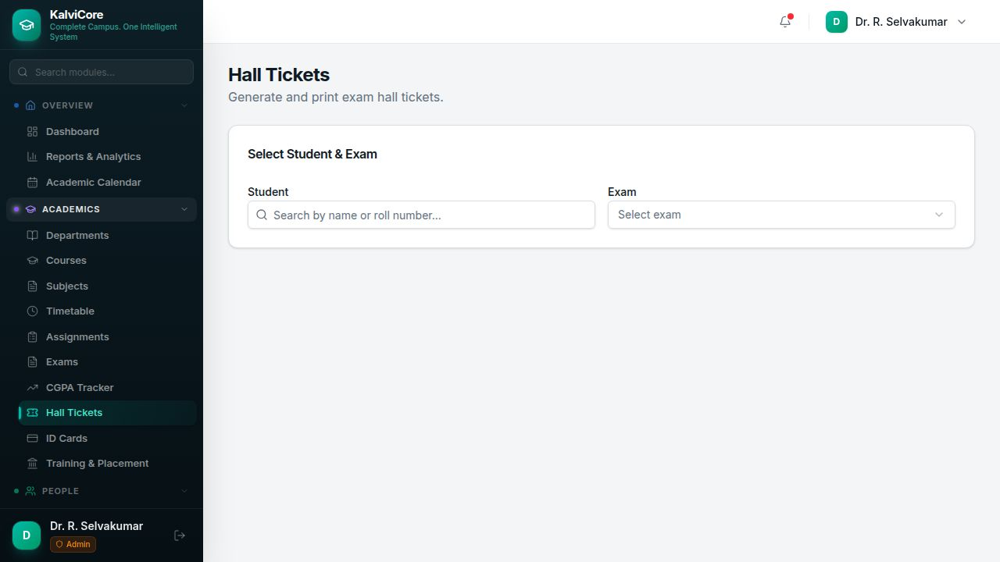 KalviCore
Complete Campus. One Intelligent
System
Search modules...
OVERVIEW
Dashboard
Reports & Analytics
Academic Calendar
ACADEMICS
Departments
Courses
Subjects
Timetable
Assignments
Exams
CGPA Tracker
Hall Tickets
ID Cards
Training & Placement
PEOPLE
D
Dr. R. Selvakumar
Admin
D
Dr. R. Selvakumar
Hall Tickets
Generate and print exam hall tickets.
Select Student & Exam
Student
Search by name or roll number...
Exam
Select exam